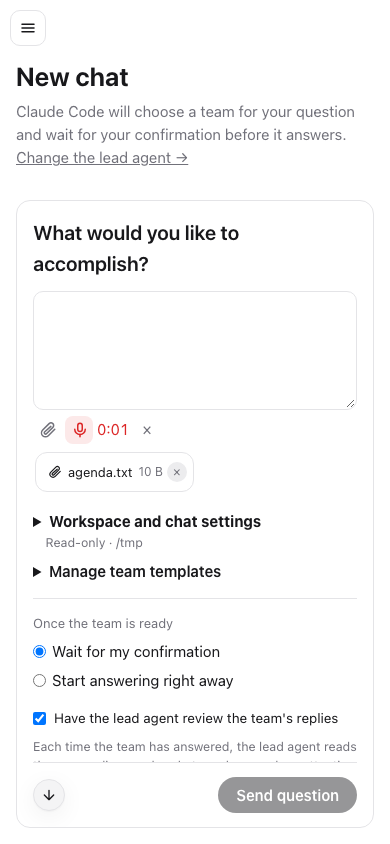 New chat
Claude Code will choose a team for your question
and wait for your confirmation before it answers.
Change the lead agent →
What would you like to
accomplish?
0:01 ×
agenda.txt 10 B ×
Workspace and chat settings
Read-only · /tmp
Manage team templates
Once the team is ready
Wait for my confirmation
Start answering right away
Have the lead agent review the team's replies
Each time the team has answered, the lead agent reads
Send question